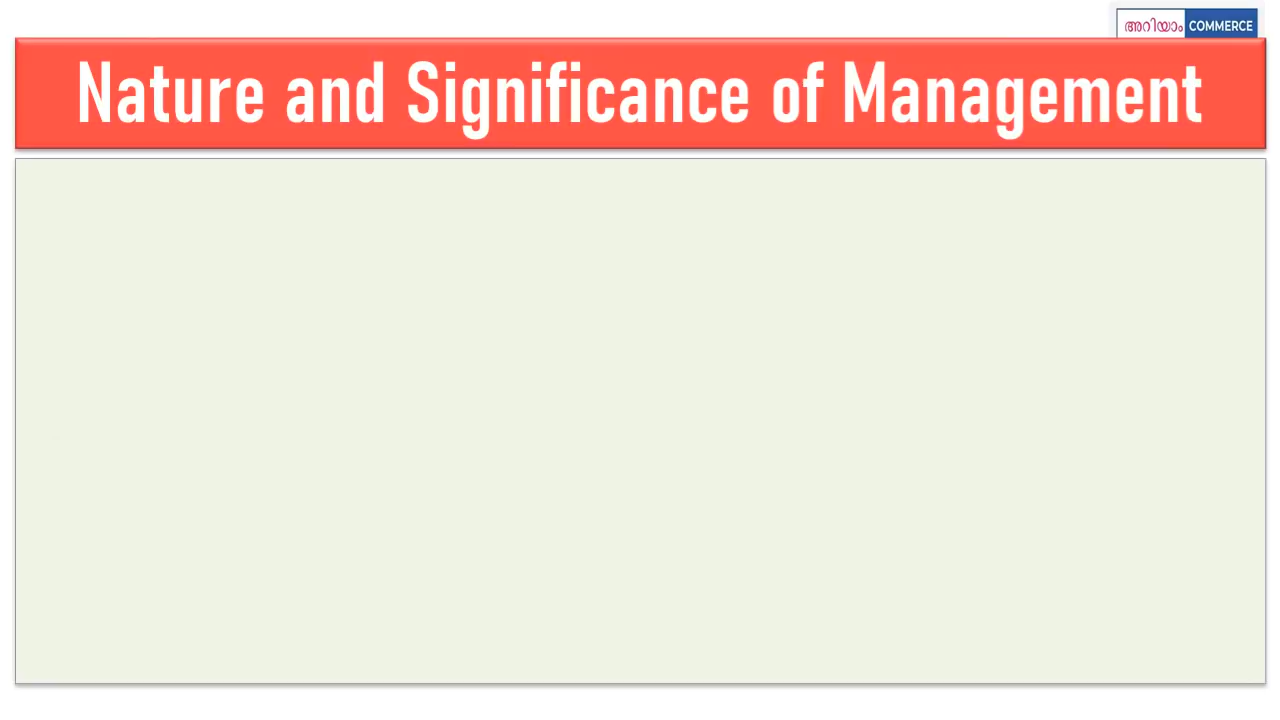 അറിയാം COMMERCE
Nature and Significance of Management